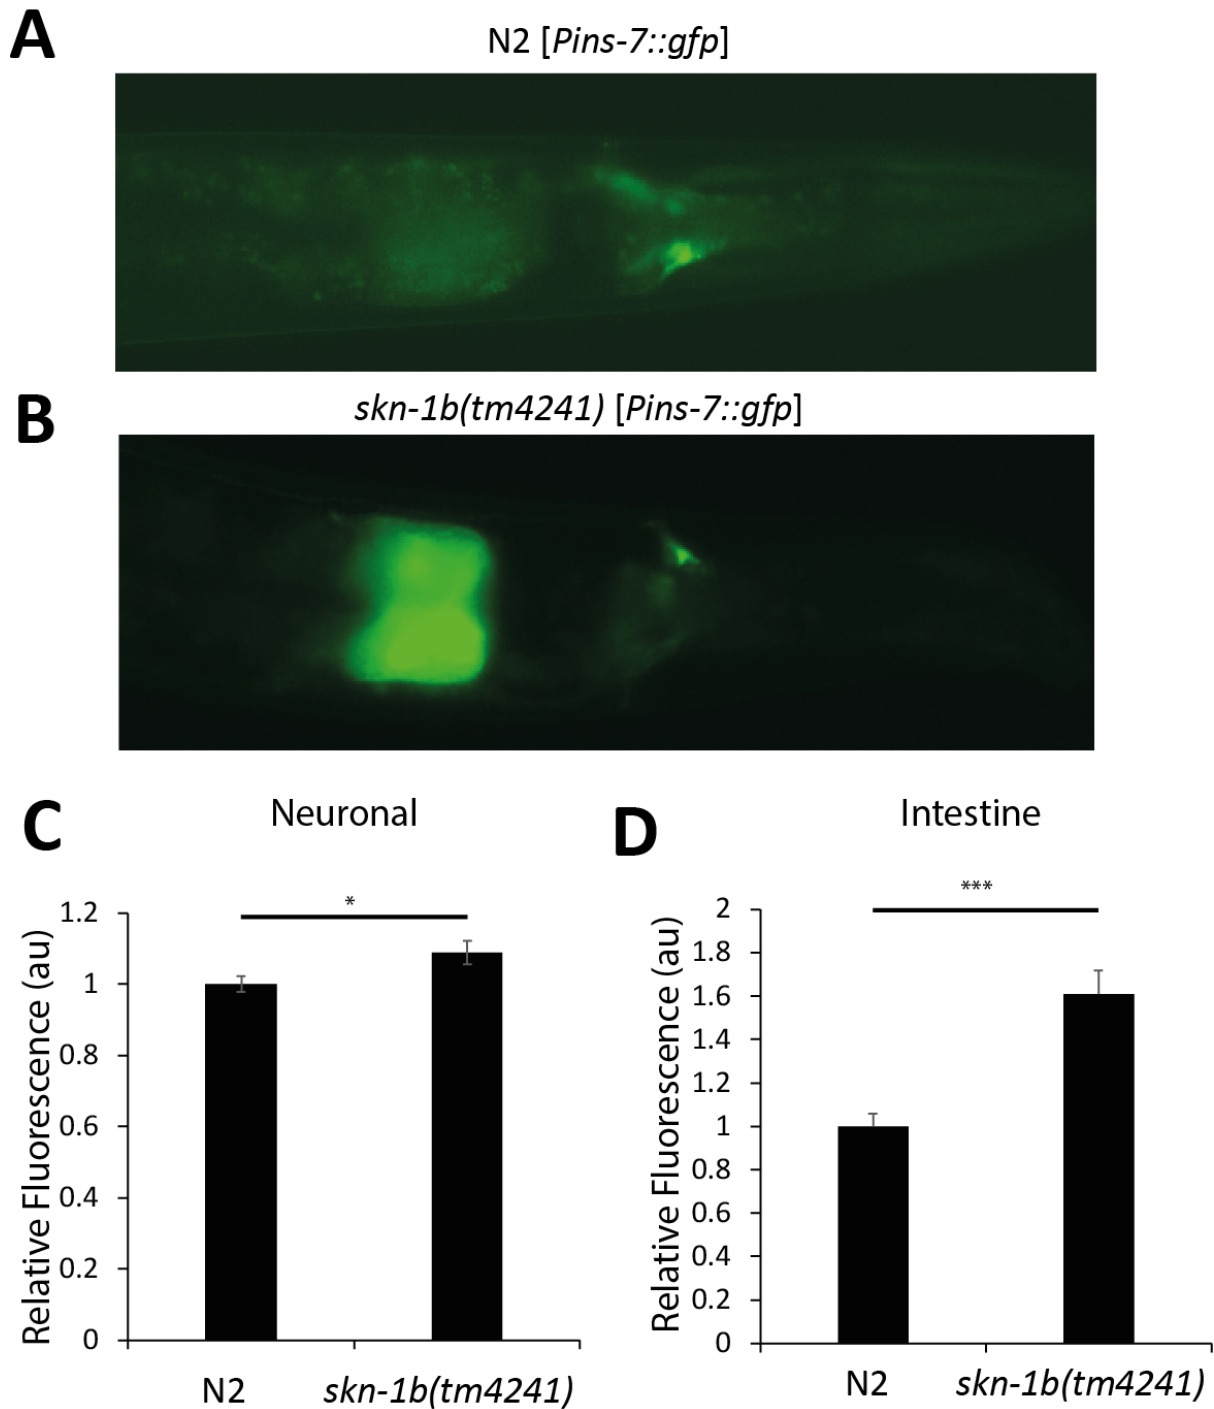 A
N2 [Pins-7::gfp]
B
skn-1b(tm4241) [Pins-7::gfp]
C
Neuronal
Relative Fluorescence (au)
*
1.2
1
0.8
0.6
0.4
0.2
0
N2
skn-1b(tm4241)
D
Intestine
Relative Fluorescence (au)
***
2
1.8
1.6
1.4
1.2
1
0.8
0.6
0.4
0.2
0
N2
skn-1b(tm4241)